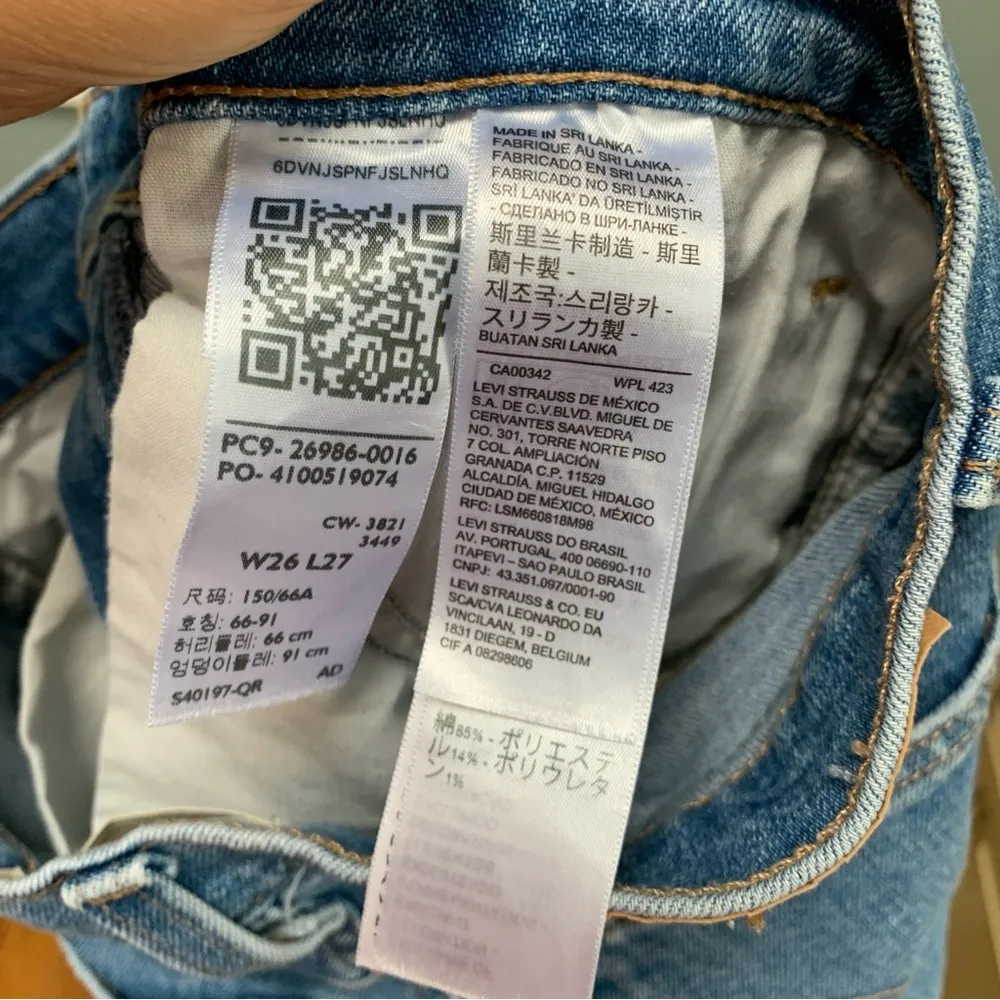 6DVNJSPNFJSLNHQ
PC9- 26986-0016
PO- 4100519074
CW- 3821
3449
W26 L27
尺码: 150/66A
호칭: 66-91
허리둘레: 66 cm
엉덩이둘레: 91 cm
AD
S40197-QR
MADE IN SRI LANKA -
FABRIQUE AU SRI LANKA -
FABRICADO EN SRI LANKA -
FABRICADO NO SRI LANKA -
SRİ LANKA' DA ÜRETİLMİŞTİR
- СДЕЛАНО В ШРИ-ЛАНКЕ -
斯里兰卡制造 - 斯里
蘭卡製 -
제조국:스리랑카 -
スリランカ製 -
BUATAN SRI LANKA
CA00342 WPL 423
LEVI STRAUSS DE MÉXICO
S.A. DE C.V.BLVD. MIGUEL DE
CERVANTES SAAVEDRA
NO. 301, TORRE NORTE PISO
7 COL. AMPLIACIÓN
GRANADA C.P. 11529
ALCALDÍA. MIGUEL HIDALGO
CIUDAD DE MÉXICO, MÉXICO
RFC: LSM660818M98
LEVI STRAUSS DO BRASIL
AV. PORTUGAL, 400 06690-110
ITAPEVI – SAO PAULO BRASIL
CNPJ: 43.351.097/0001-90
LEVI STRAUSS & CO. EU
SCA/CVA LEONARDO DA
VINCILAAN, 19 - D
1831 DIEGEM, BELGIUM
CIF A 08298606
綿85% - ポリエステ
ル14% - ポリウレタ
ン1%